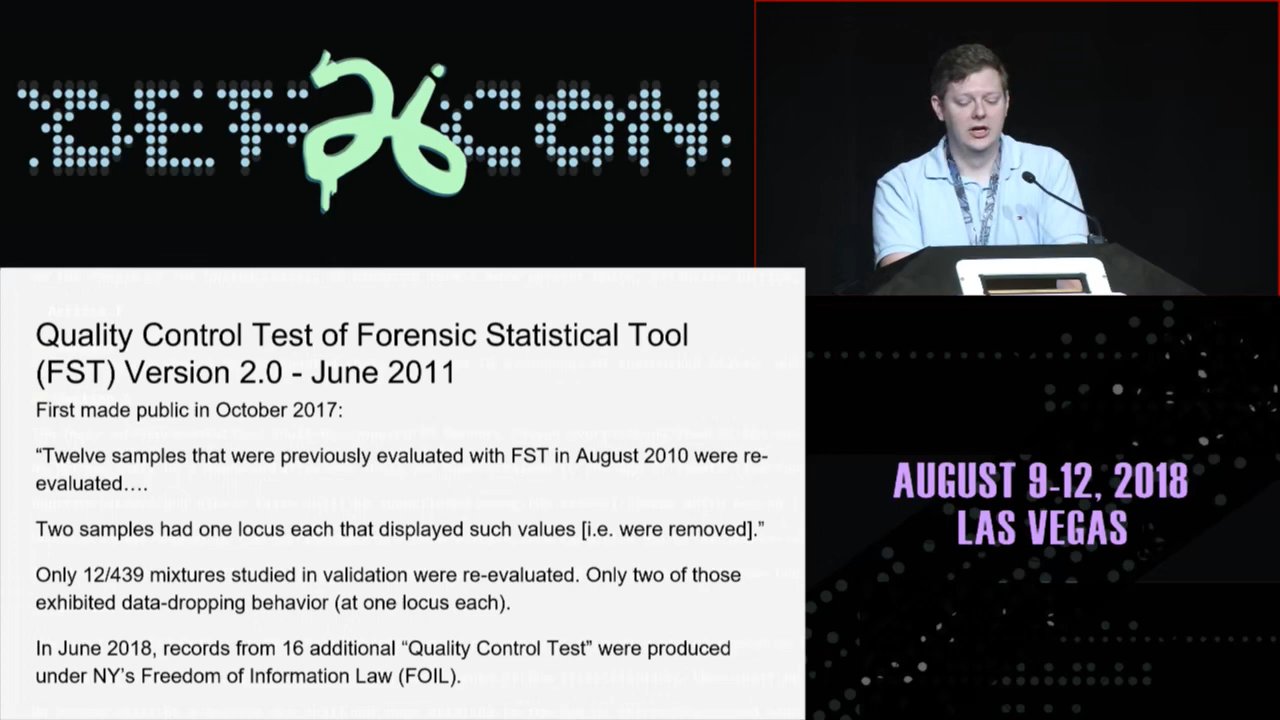 DEF CON
26
Quality Control Test of Forensic Statistical Tool
(FST) Version 2.0 - June 2011
First made public in October 2017:
“Twelve samples that were previously evaluated with FST in August 2010 were re-
evaluated….
Two samples had one locus each that displayed such values [i.e. were removed].”
Only 12/439 mixtures studied in validation were re-evaluated. Only two of those
exhibited data-dropping behavior (at one locus each).
In June 2018, records from 16 additional “Quality Control Test” were produced
under NY’s Freedom of Information Law (FOIL).
AUGUST 9-12, 2018
LAS VEGAS